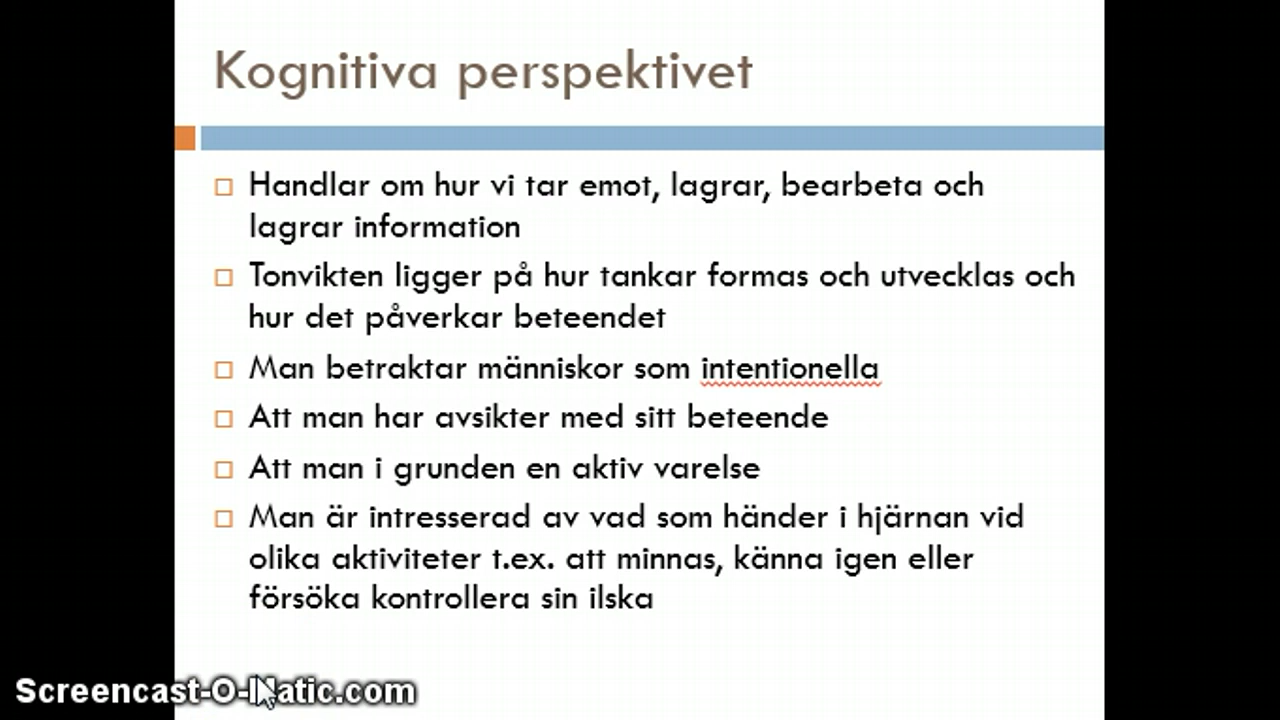 Kognitiva perspektivet
Handlar om hur vi tar emot, lagrar, bearbeta och
lagrar information
Tonvikten ligger på hur tankar formas och utvecklas och
hur det påverkar beteendet
Man betraktar människor som intentionella
Att man har avsikter med sitt beteende
Att man i grunden en aktiv varelse
Man är intresserad av vad som händer i hjärnan vid
olika aktiviteter t.ex. att minnas, känna igen eller
försöka kontrollera sin ilska
Screencast-O-Matic.com